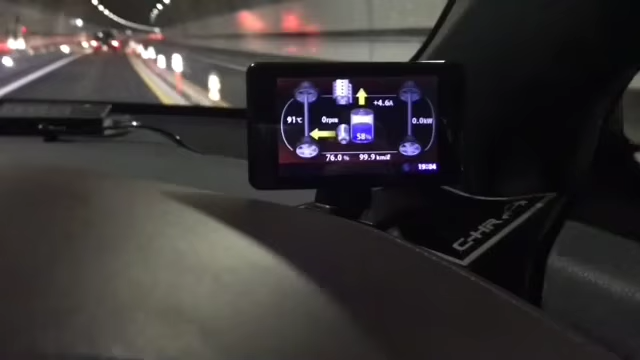 +4.6A
91℃
0rpm
0.0kW
58%
76.0 %
99.9 km/ℓ
19:04
C-HR